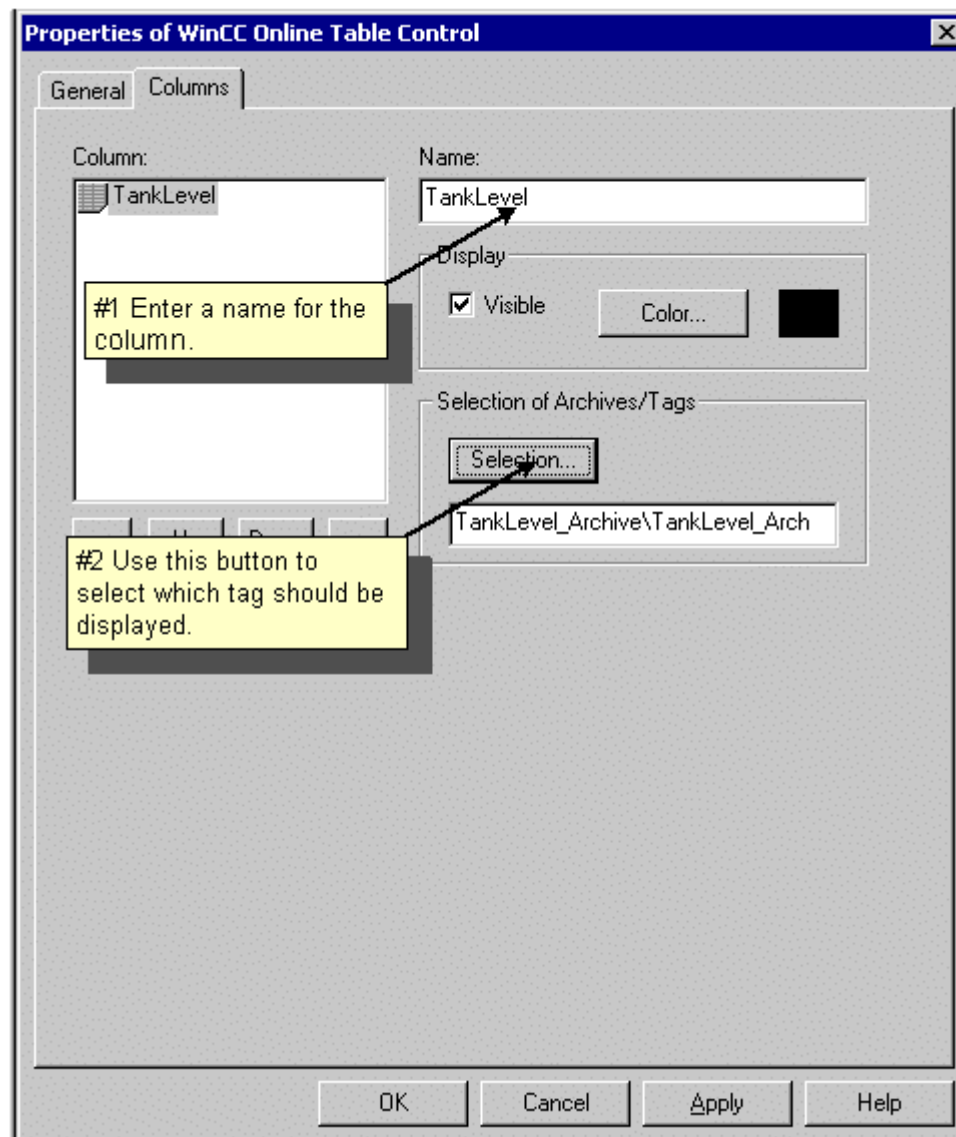 Properties of WinCC Online Table Control
General Columns
Column:
TankLevel
Name:
TankLevel
Display
Visible
Color...
#1 Enter a name for the
column.
Selection of Archives/Tags
Selection...
TankLevel_Archive\TankLevel_Arch
#2 Use this button to
select which tag should be
displayed.
OK Cancel Apply Help